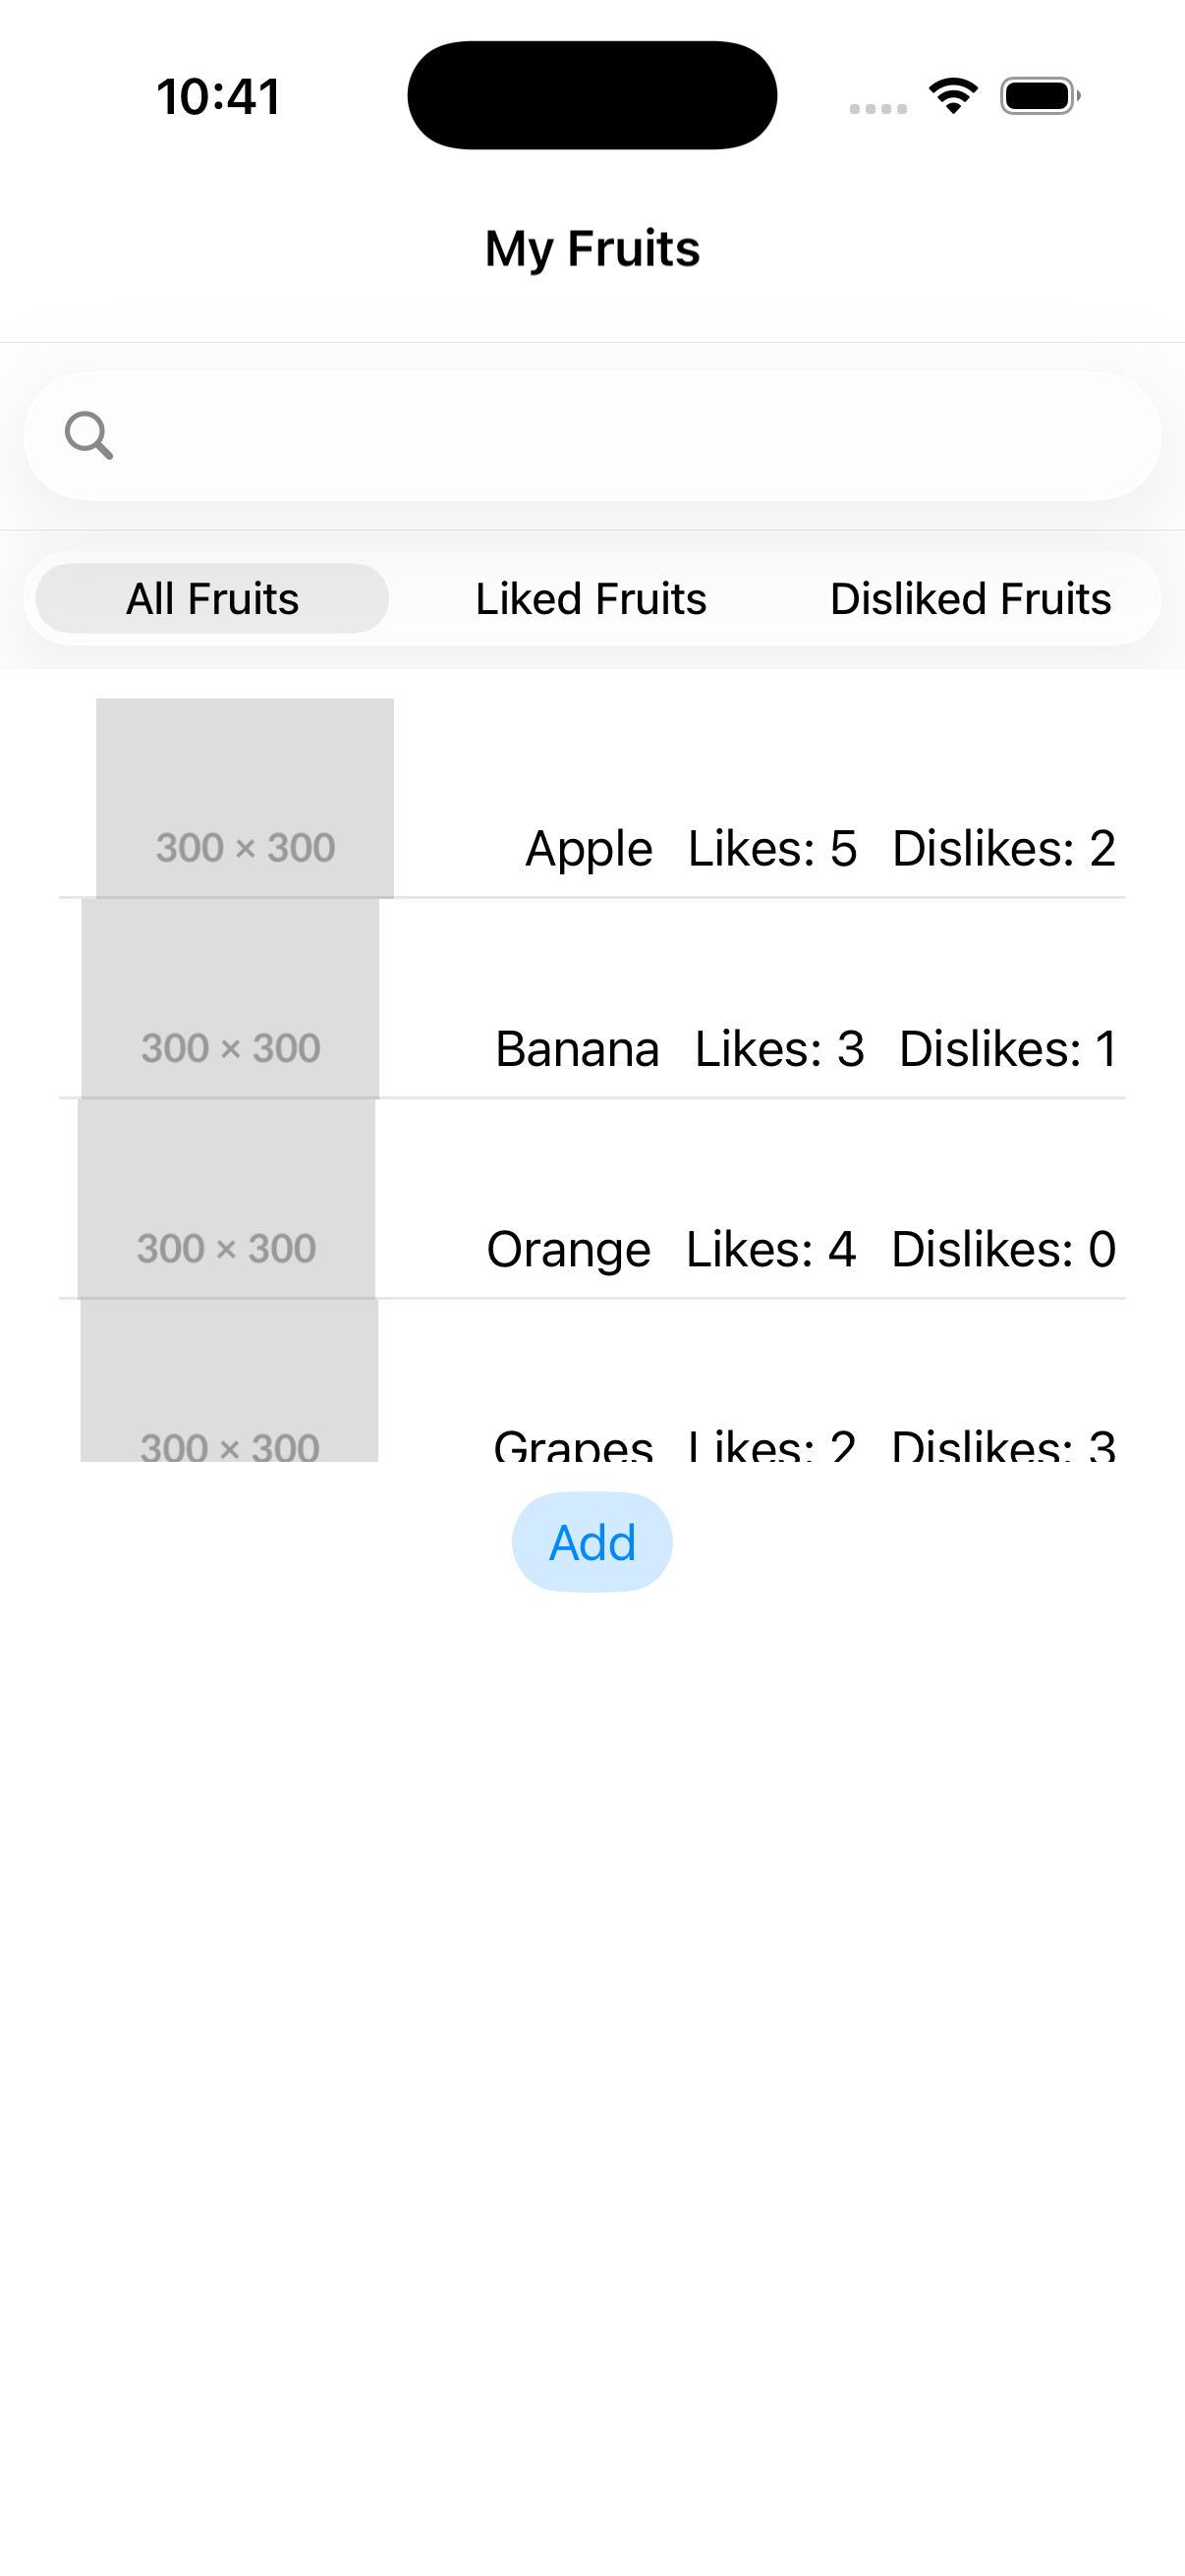 10:41
My Fruits
All Fruits Liked Fruits Disliked Fruits
300 × 300 Apple Likes: 5 Dislikes: 2
300 × 300 Banana Likes: 3 Dislikes: 1
300 × 300 Orange Likes: 4 Dislikes: 0
300 × 300 Grapes Likes: 2 Dislikes: 3
Add